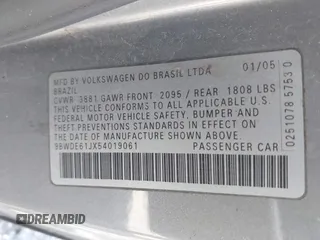 MFD BY VOLKSWAGEN DO BRASIL LTDA 01/05
BRAZIL
GVWR 3881 GAWR FRONT 2095 / REAR 1808 LBS
THIS VEHICLE CONFORMS TO ALL APPLICABLE U.S.
FEDERAL MOTOR VEHICLE SAFETY, BUMPER AND
THEFT PREVENTION STANDARDS IN EFFECT ON
THE DATE OF MANUFACTURE SHOWN ABOVE
9BWDE61JX54019061 PASSENGER CAR
0251078 5753 0
DREAMBID